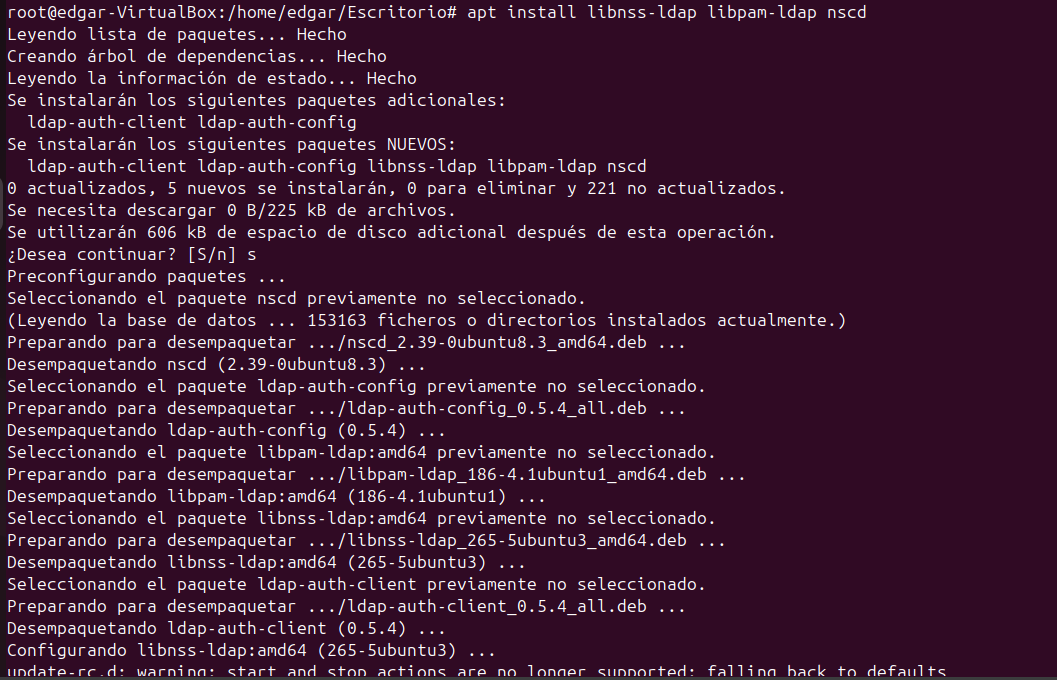 root@edgar-VirtualBox:/home/edgar/Escritorio# apt install libnss-ldap libpam-ldap nscd
Leyendo lista de paquetes... Hecho
Creando árbol de dependencias... Hecho
Leyendo la información de estado... Hecho
Se instalarán los siguientes paquetes adicionales:
  ldap-auth-client ldap-auth-config
Se instalarán los siguientes paquetes NUEVOS:
  ldap-auth-client ldap-auth-config libnss-ldap libpam-ldap nscd
0 actualizados, 5 nuevos se instalarán, 0 para eliminar y 221 no actualizados.
Se necesita descargar 0 B/225 kB de archivos.
Se utilizarán 606 kB de espacio de disco adicional después de esta operación.
¿Desea continuar? [S/n] s
Preconfigurando paquetes ...
Seleccionando el paquete nscd previamente no seleccionado.
(Leyendo la base de datos ... 153163 ficheros o directorios instalados actualmente.)
Preparando para desempaquetar .../nscd_2.39-0ubuntu8.3_amd64.deb ...
Desempaquetando nscd (2.39-0ubuntu8.3) ...
Seleccionando el paquete ldap-auth-config previamente no seleccionado.
Preparando para desempaquetar .../ldap-auth-config_0.5.4_all.deb ...
Desempaquetando ldap-auth-config (0.5.4) ...
Seleccionando el paquete libpam-ldap:amd64 previamente no seleccionado.
Preparando para desempaquetar .../libpam-ldap_186-4.1ubuntu1_amd64.deb ...
Desempaquetando libpam-ldap:amd64 (186-4.1ubuntu1) ...
Seleccionando el paquete libnss-ldap:amd64 previamente no seleccionado.
Preparando para desempaquetar .../libnss-ldap_265-5ubuntu3_amd64.deb ...
Desempaquetando libnss-ldap:amd64 (265-5ubuntu3) ...
Seleccionando el paquete ldap-auth-client previamente no seleccionado.
Preparando para desempaquetar .../ldap-auth-client_0.5.4_all.deb ...
Desempaquetando ldap-auth-client (0.5.4) ...
Configurando libnss-ldap:amd64 (265-5ubuntu3) ...
update-rc.d: warning: start and stop actions are no longer supported; falling back to defaults